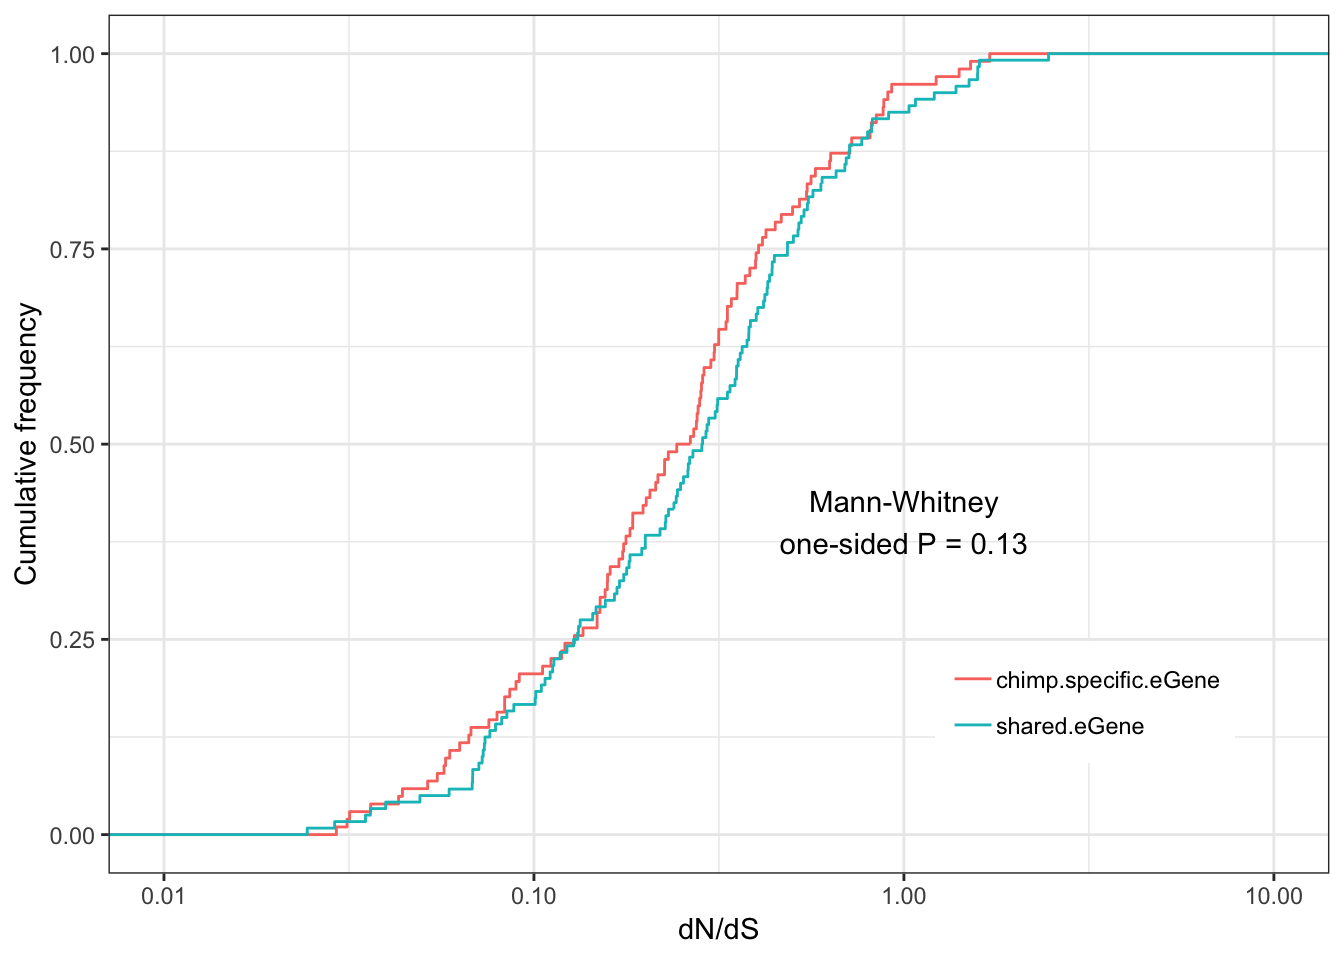 1.00
0.75
0.50
0.25
0.00
Cumulative frequency
Mann-Whitney
one-sided P = 0.13
chimp.specific.eGene
shared.eGene
0.01
0.10
1.00
10.00
dN/dS